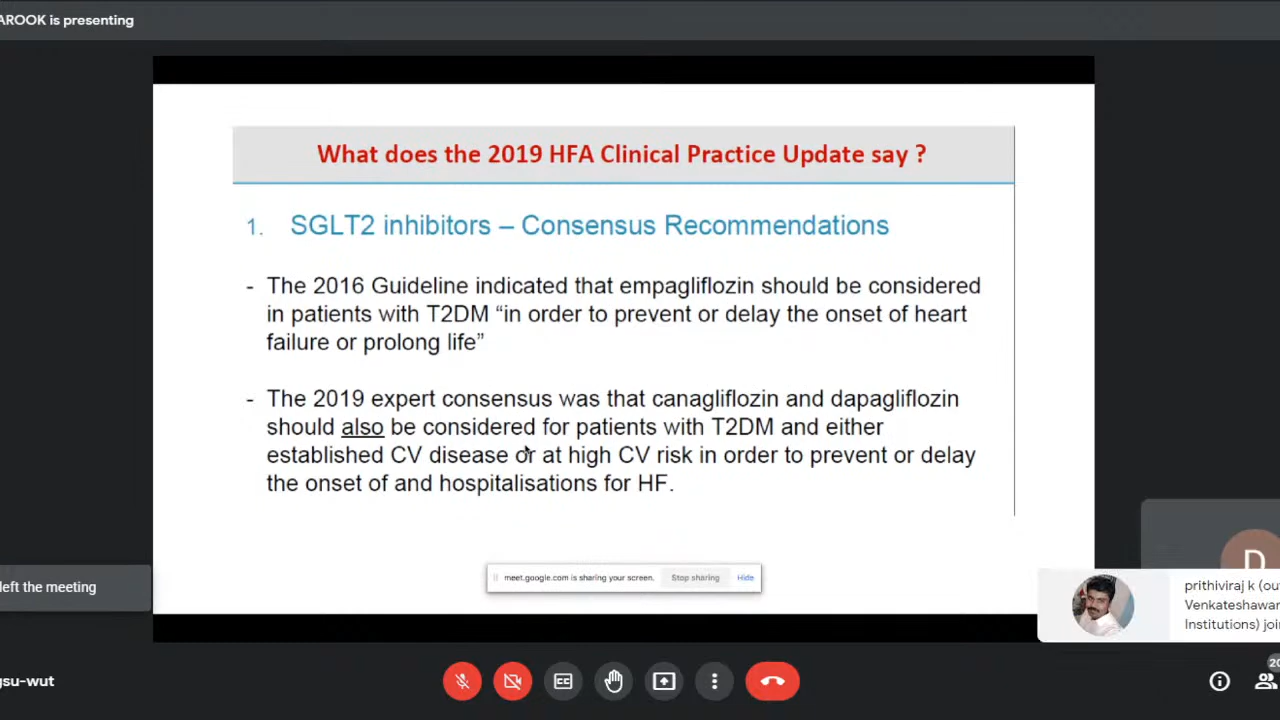 AROOK is presenting
What does the 2019 HFA Clinical Practice Update say ?
1. SGLT2 inhibitors – Consensus Recommendations
- The 2016 Guideline indicated that empagliflozin should be considered
in patients with T2DM “in order to prevent or delay the onset of heart
failure or prolong life”
- The 2019 expert consensus was that canagliflozin and dapagliflozin
should also be considered for patients with T2DM and either
established CV disease or at high CV risk in order to prevent or delay
the onset of and hospitalisations for HF.
meet.google.com is sharing your screen. Stop sharing Hide
left the meeting
D
prithiviraj k (ou
Venkateshawar
Institutions) joi
gsu-wut
20